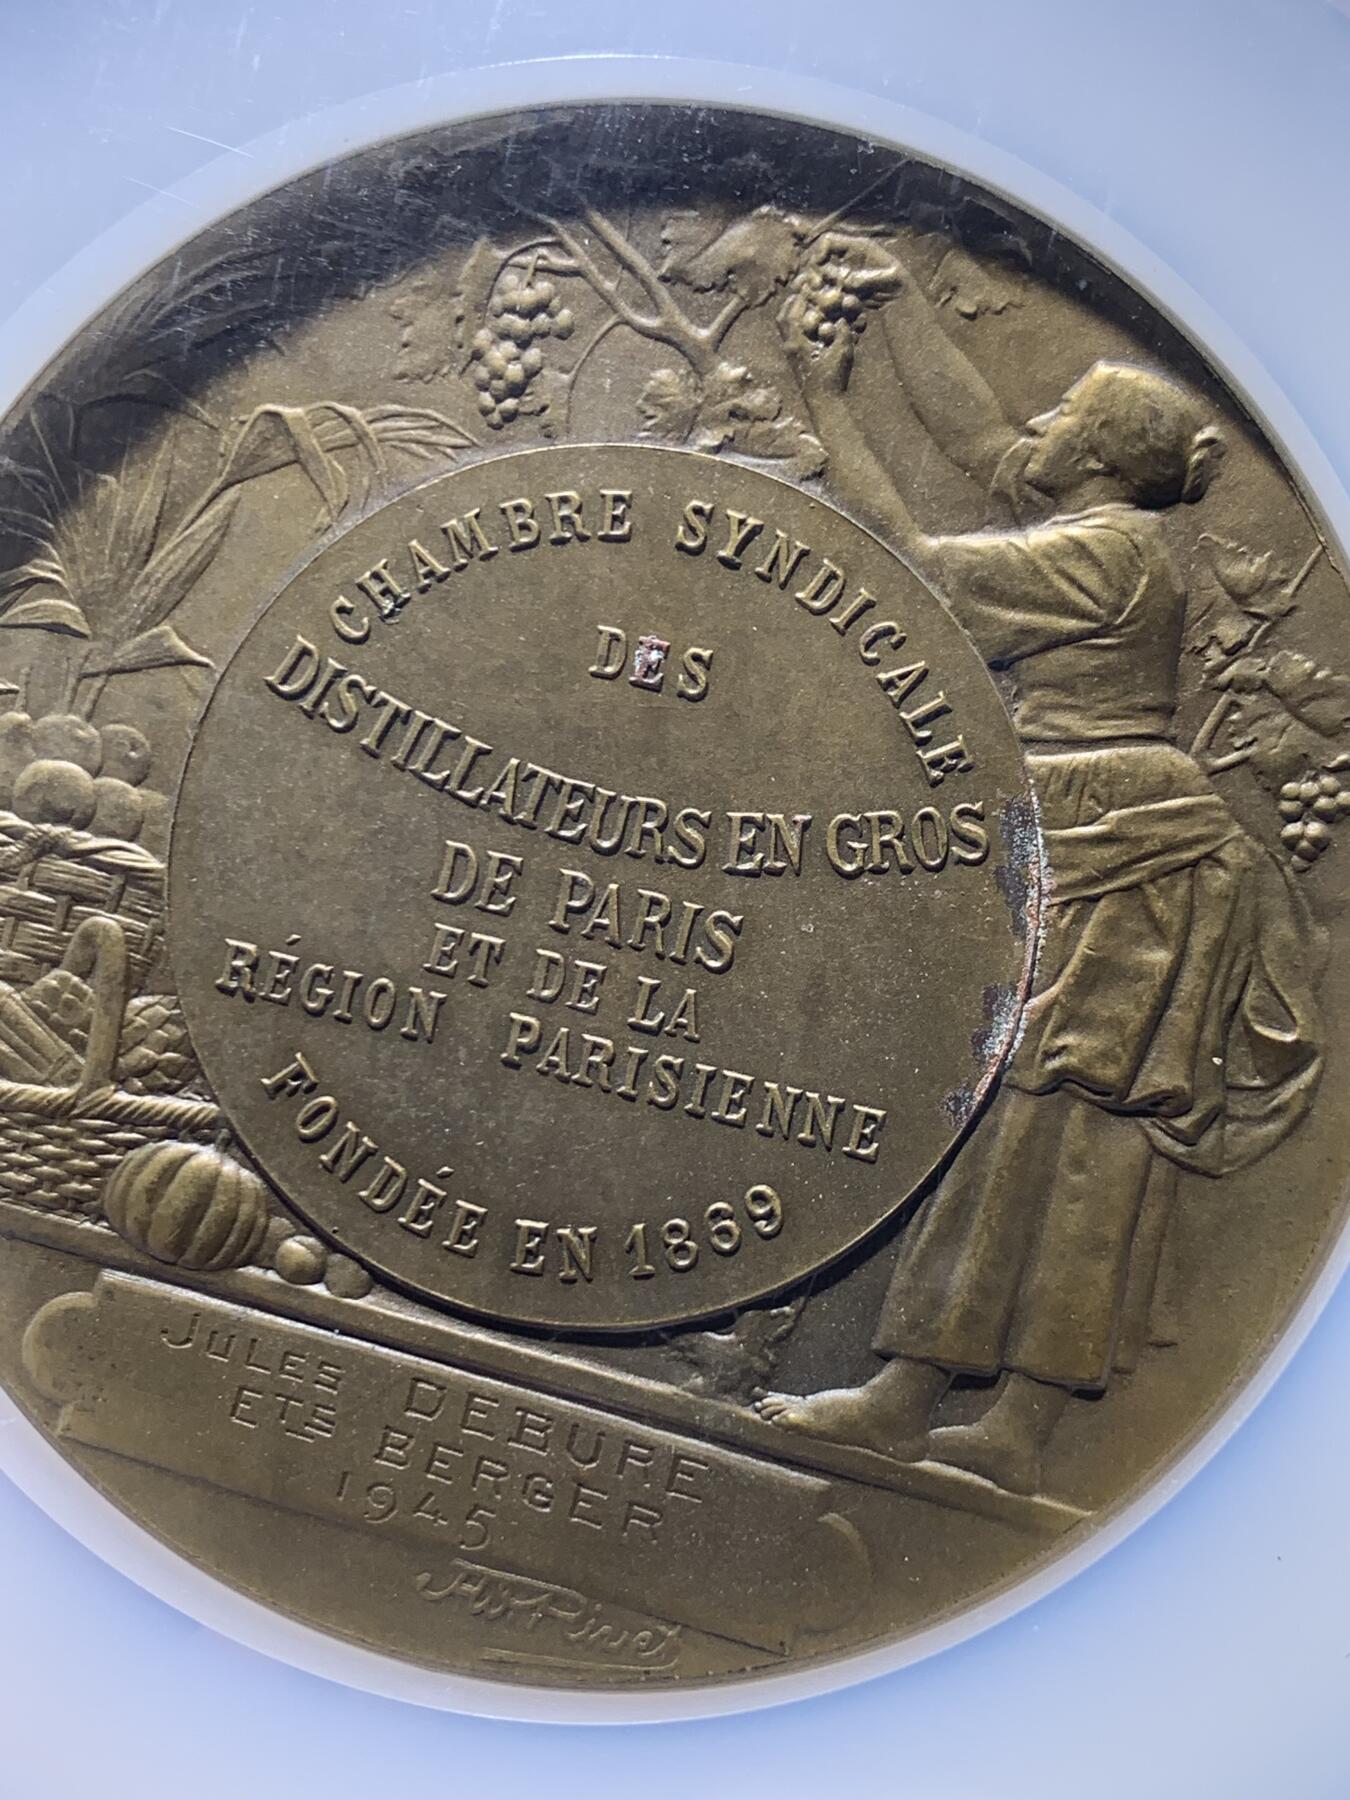 CHAMBRE SYNDICALE
DES
DISTILLATEURS EN GROS
DE PARIS
ET DE LA
RÉGION PARISIENNE
FONDÉE EN 1869
JULES DEBURE
ETS BERGER
1945